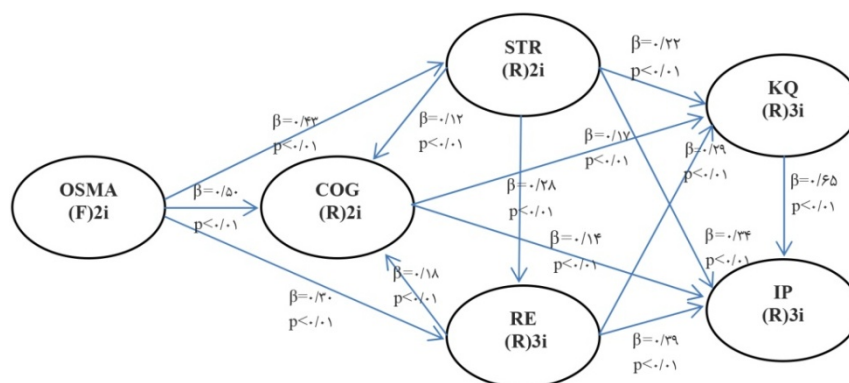 STR
(R)2i
β=۰/۲۲
p<۰/۰۱
KQ
(R)3i
β=۰/۴۳
p<۰/۰۱
β=۰/۱۲
p<۰/۰۱
β=۰/۱۷
p<۰/۰۱
β=۰/۲۹
p<۰/۰۱
OSMA
(F)2i
β=۰/۵۰
p<۰/۰۱
COG
(R)2i
β=۰/۲۸
p<۰/۰۱
β=۰/۶۵
p<۰/۰۱
β=۰/۱۴
p<۰/۰۱
β=۰/۳۴
p<۰/۰۱
β=۰/۳۰
p<۰/۰۱
β=۰/۱۸
p<۰/۰۱
RE
(R)3i
β=۰/۳۹
p<۰/۰۱
IP
(R)3i